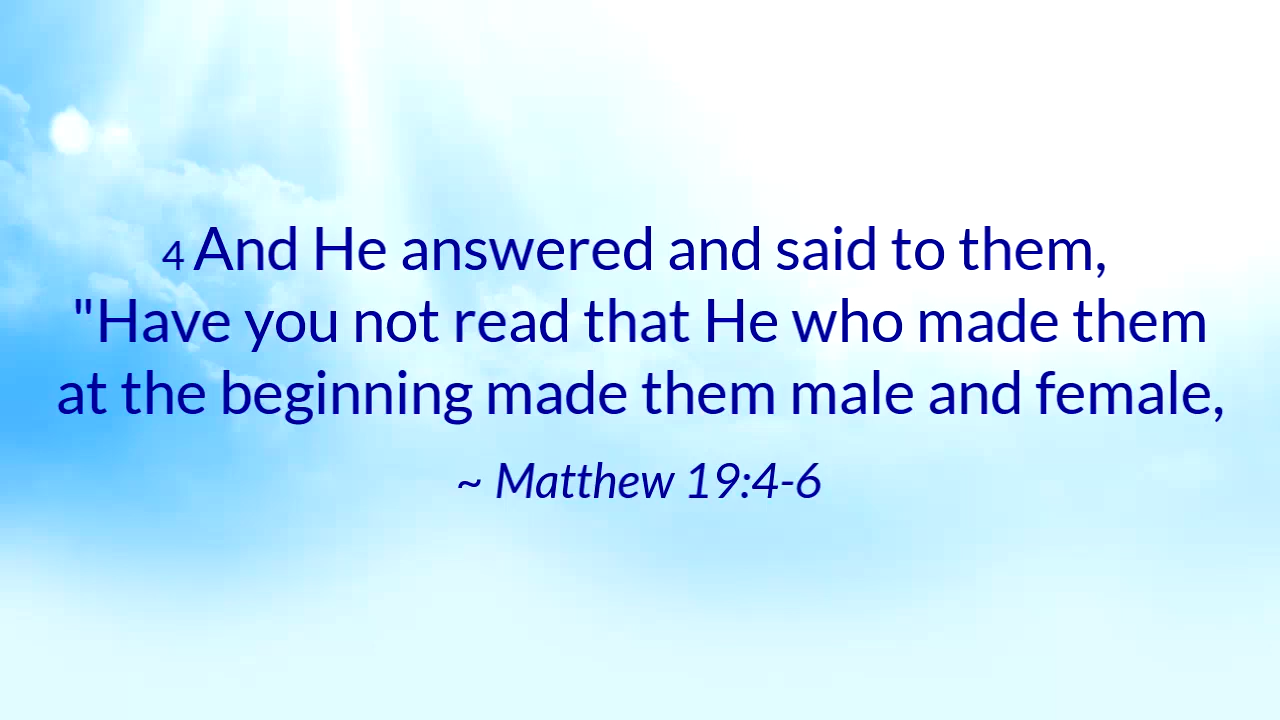 4 And He answered and said to them,
"Have you not read that He who made them
at the beginning made them male and female,
~ Matthew 19:4-6